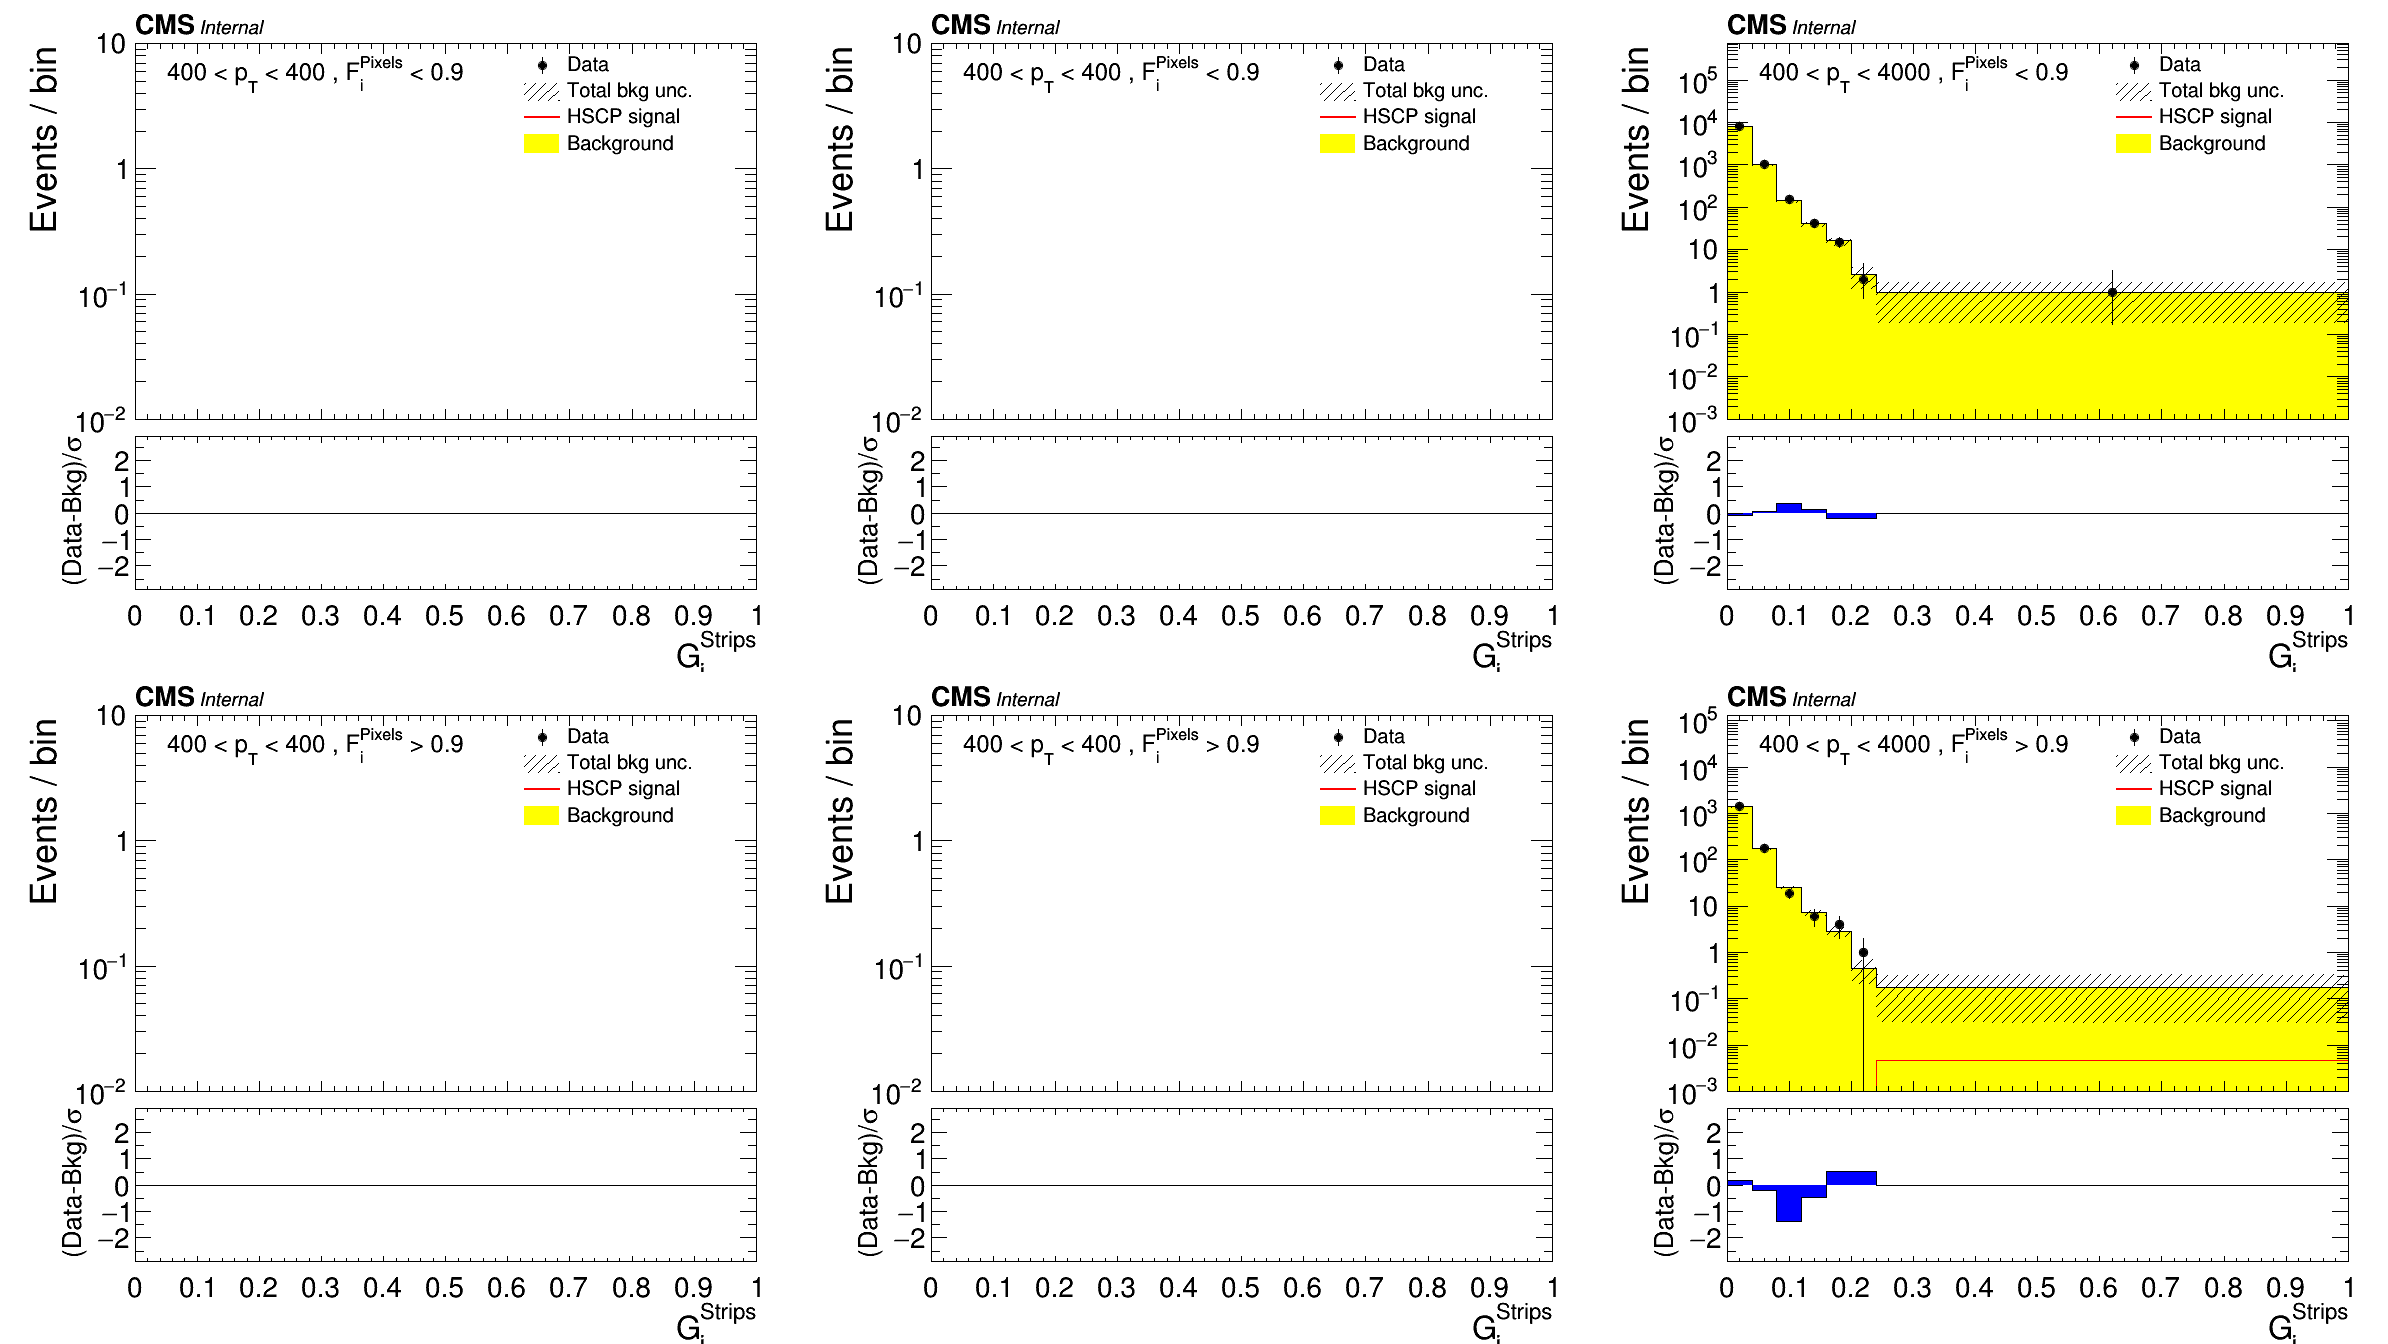 CMS Internal
Events / bin
400 < p_T < 400 , F_i^Pixels < 0.9
Data
Total bkg unc.
HSCP signal
Background
10
1
10^−1
10^−2
(Data-Bkg)/σ
2
1
0
−1
−2
0 0.1 0.2 0.3 0.4 0.5 0.6 0.7 0.8 0.9 1
G_i^Strips
CMS Internal
Events / bin
400 < p_T < 400 , F_i^Pixels < 0.9
Data
Total bkg unc.
HSCP signal
Background
10
1
10^−1
10^−2
(Data-Bkg)/σ
2
1
0
−1
−2
0 0.1 0.2 0.3 0.4 0.5 0.6 0.7 0.8 0.9 1
G_i^Strips
CMS Internal
Events / bin
400 < p_T < 4000 , F_i^Pixels < 0.9
Data
Total bkg unc.
HSCP signal
Background
10^5
10^4
10^3
10^2
10
1
10^−1
10^−2
10^−3
(Data-Bkg)/σ
2
1
0
−1
−2
0 0.1 0.2 0.3 0.4 0.5 0.6 0.7 0.8 0.9 1
G_i^Strips
CMS Internal
Events / bin
400 < p_T < 400 , F_i^Pixels > 0.9
Data
Total bkg unc.
HSCP signal
Background
10
1
10^−1
10^−2
(Data-Bkg)/σ
2
1
0
−1
−2
0 0.1 0.2 0.3 0.4 0.5 0.6 0.7 0.8 0.9 1
G_i^Strips
CMS Internal
Events / bin
400 < p_T < 400 , F_i^Pixels > 0.9
Data
Total bkg unc.
HSCP signal
Background
10
1
10^−1
10^−2
(Data-Bkg)/σ
2
1
0
−1
−2
0 0.1 0.2 0.3 0.4 0.5 0.6 0.7 0.8 0.9 1
G_i^Strips
CMS Internal
Events / bin
400 < p_T < 4000 , F_i^Pixels > 0.9
Data
Total bkg unc.
HSCP signal
Background
10^5
10^4
10^3
10^2
10
1
10^−1
10^−2
10^−3
(Data-Bkg)/σ
2
1
0
−1
−2
0 0.1 0.2 0.3 0.4 0.5 0.6 0.7 0.8 0.9 1
G_i^Strips